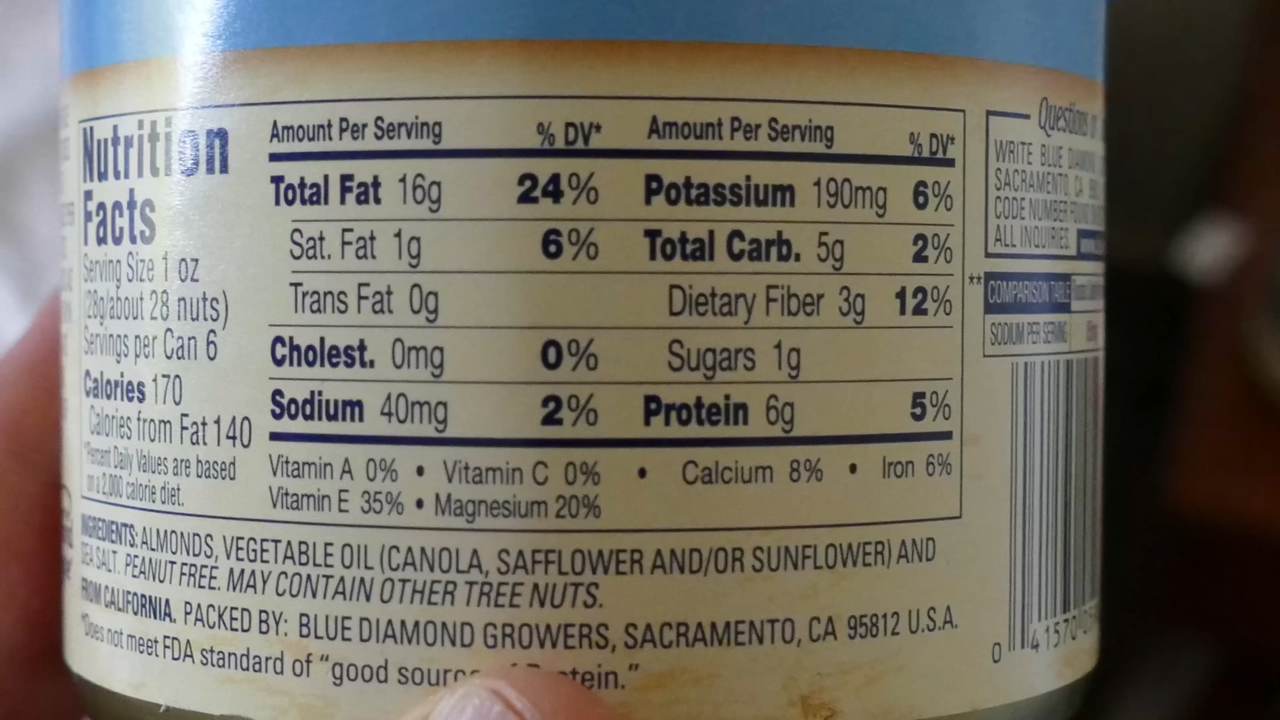 Nutrition
Facts
Serving Size 1 oz
(28g/about 28 nuts)
Servings per Can 6
Calories 170
Calories from Fat 140
*Percent Daily Values are based
on a 2,000 calorie diet.
Amount Per Serving % DV* Amount Per Serving % DV*
Total Fat 16g 24% Potassium 190mg 6%
Sat. Fat 1g 6% Total Carb. 5g 2%
Trans Fat 0g Dietary Fiber 3g 12%
Cholest. 0mg 0% Sugars 1g
Sodium 40mg 2% Protein 6g 5%
Vitamin A 0% • Vitamin C 0% • Calcium 8% • Iron 6%
Vitamin E 35% • Magnesium 20%
INGREDIENTS: ALMONDS, VEGETABLE OIL (CANOLA, SAFFLOWER AND/OR SUNFLOWER) AND
SEA SALT. PEANUT FREE. MAY CONTAIN OTHER TREE NUTS.
FROM CALIFORNIA. PACKED BY: BLUE DIAMOND GROWERS, SACRAMENTO, CA 95812 U.S.A.
*Does not meet FDA standard of "good source
Questions
WRITE BLUE DIAMOND
SACRAMENTO, CA
CODE NUMBER FOUND
ALL INQUIRIES.
** COMPARISON TABLE
SODIUM PER SERVING
0 41570